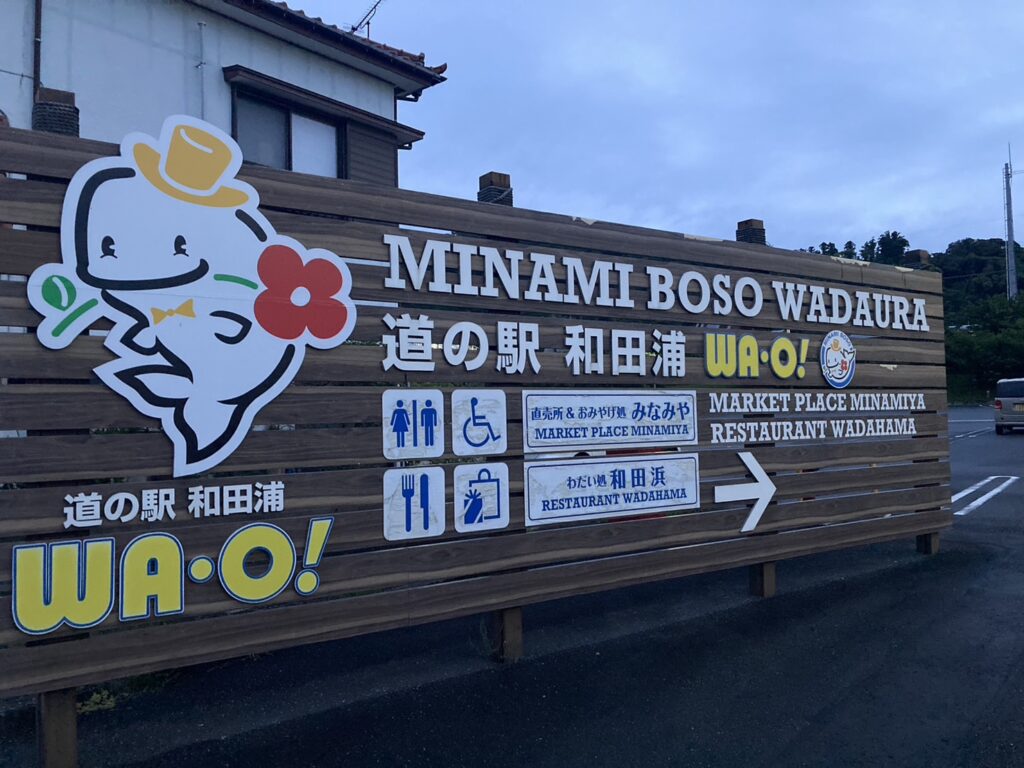 MINAMI BOSO WADAURA
道の駅 和田浦 WA・O!
直売所 & おみやげ処 みなみや
MARKET PLACE MINAMIYA
わだい処 和田浜
RESTAURANT WADAHAMA
MARKET PLACE MINAMIYA
RESTAURANT WADAHAMA
道の駅 和田浦
WA・O!